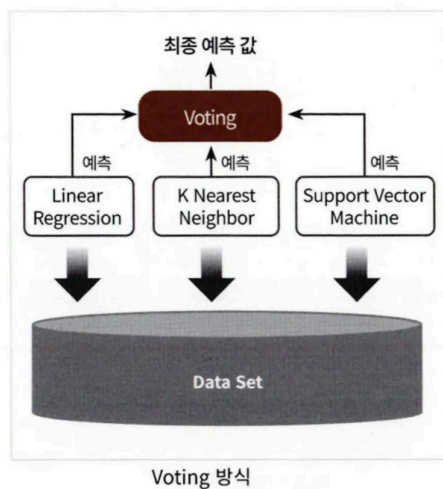 최종 예측 값
Voting
예측 예측 예측
Linear Regression
K Nearest Neighbor
Support Vector Machine
Data Set
Voting 방식